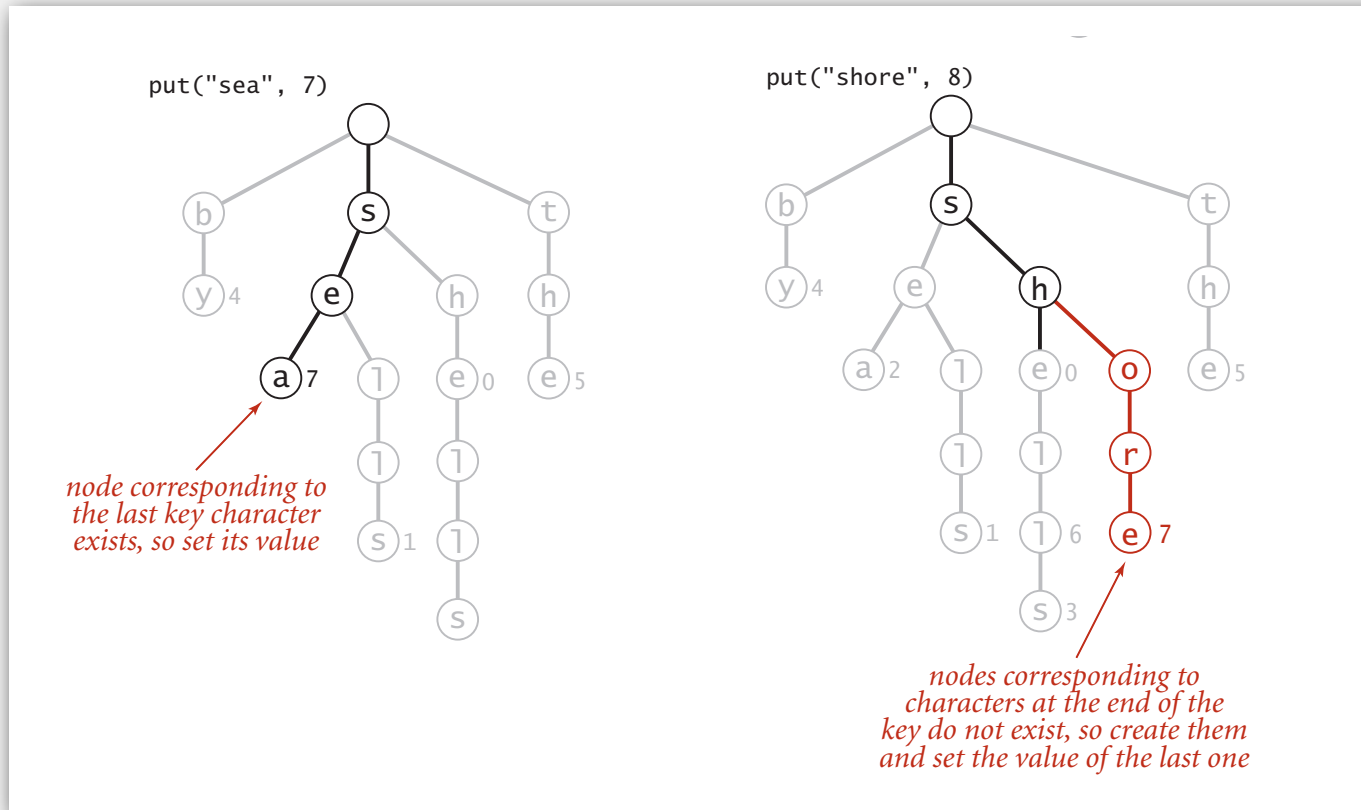 put("sea", 7)
b
s
t
y 4
e
h
h
a 7
l
e 0
e 5
l
l
s 1
l
s
node corresponding to
the last key character
exists, so set its value
put("shore", 8)
b
s
t
y 4
e
h
h
a 2
l
e 0
o
e 5
l
l
r
s 1
l 6
e 7
s 3
nodes corresponding to
characters at the end of the
key do not exist, so create them
and set the value of the last one